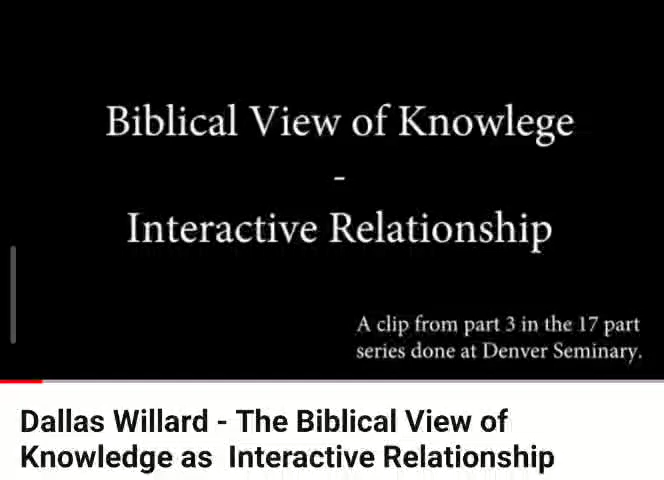 Biblical View of Knowlege
-
Interactive Relationship
A clip from part 3 in the 17 part
series done at Denver Seminary.
Dallas Willard - The Biblical View of
Knowledge as  Interactive Relationship